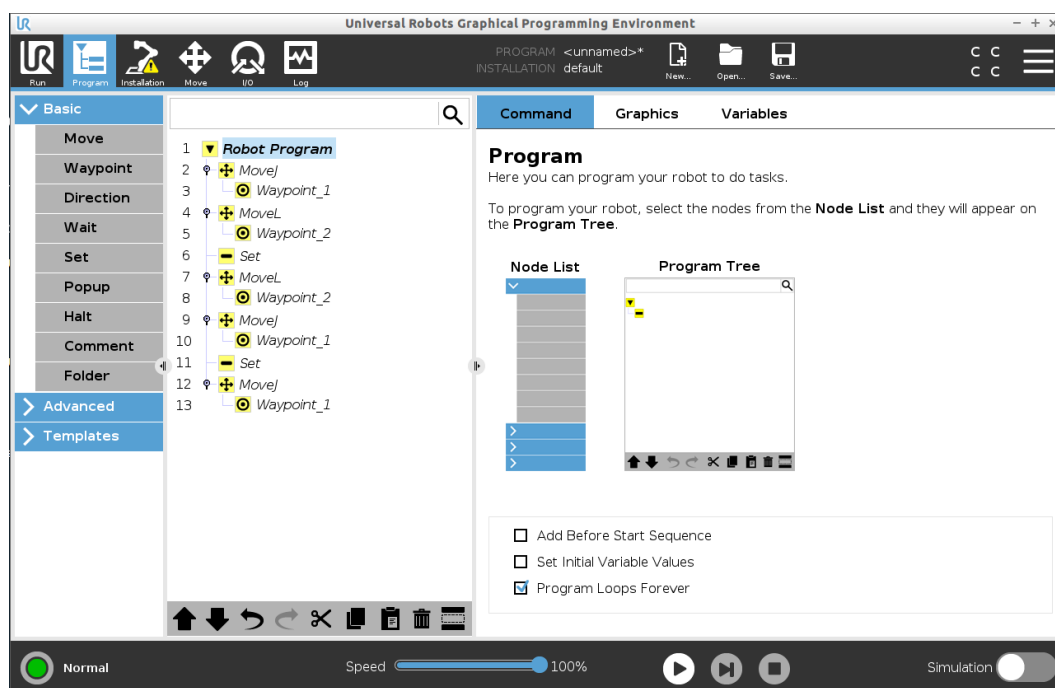 UR
Universal Robots Graphical Programming Environment
UR
Run
Program
Installation
Move
I/O
Log
PROGRAM <unnamed>*
INSTALLATION default
New...
Open...
Save...
C C
C C
Basic
Move
Waypoint
Direction
Wait
Set
Popup
Halt
Comment
Folder
Advanced
Templates
1 Robot Program
2 MoveJ
3 Waypoint_1
4 MoveL
5 Waypoint_2
6 Set
7 MoveL
8 Waypoint_2
9 MoveJ
10 Waypoint_1
11 Set
12 MoveJ
13 Waypoint_1
Command Graphics Variables
Program
Here you can program your robot to do tasks.
To program your robot, select the nodes from the Node List and they will appear on
the Program Tree.
Node List Program Tree
Add Before Start Sequence
Set Initial Variable Values
Program Loops Forever
Normal
Speed 100%
Simulation